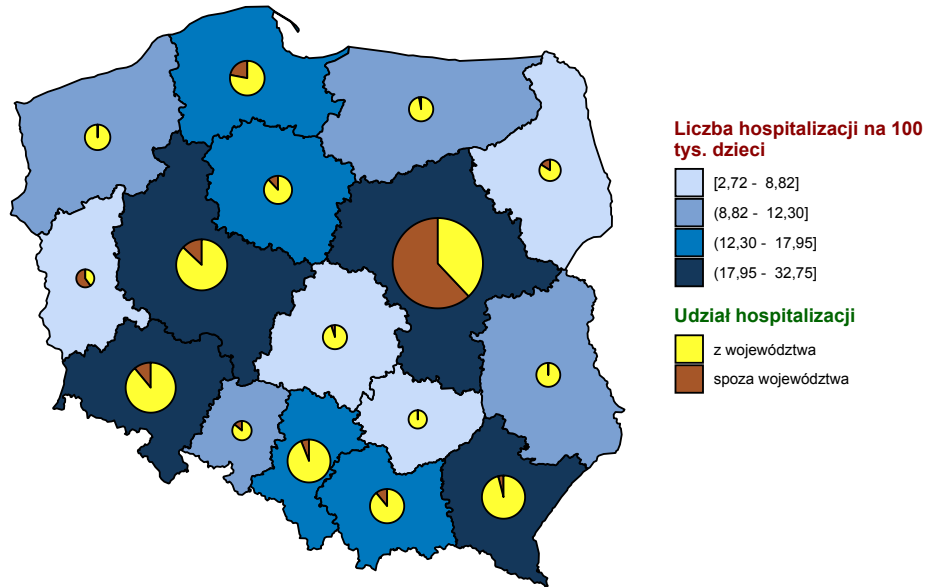 Liczba hospitalizacji na 100
tys. dzieci
[2,72 - 8,82]
(8,82 - 12,30]
(12,30 - 17,95]
(17,95 - 32,75]
Udział hospitalizacji
z województwa
spoza województwa